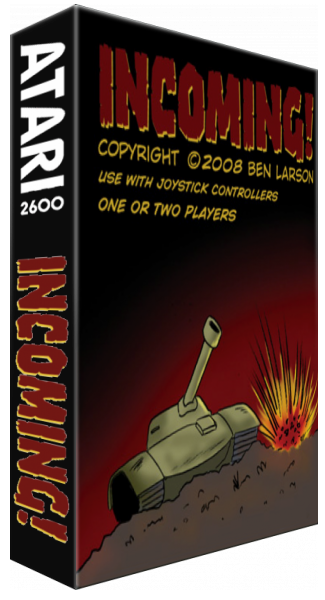 ATARI
2600
INCOMING!
INCOMING!
COPYRIGHT ©2008 BEN LARSON
USE WITH JOYSTICK CONTROLLERS
ONE OR TWO PLAYERS